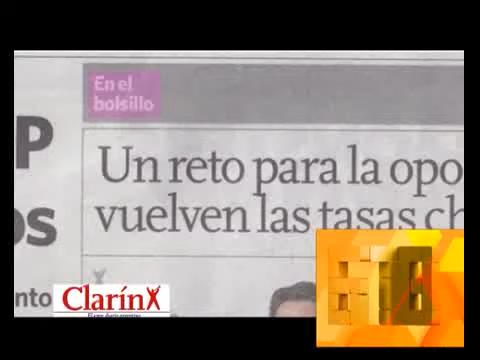 En el
bolsillo
P
Un reto para la opo
vuelven las tasas ch
os
nto
Clarín